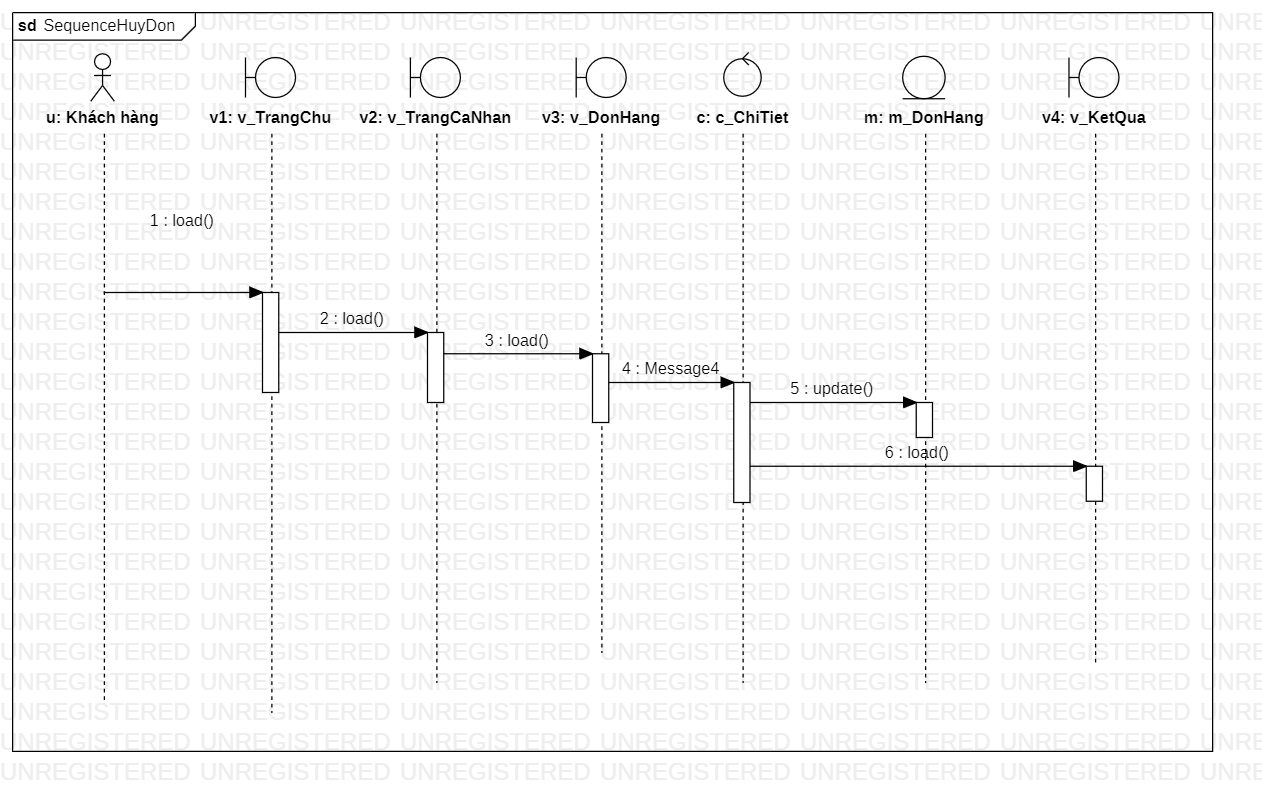 sd SequenceHuyDon
u: Khách hàng
v1: v_TrangChu
v2: v_TrangCaNhan
v3: v_DonHang
c: c_ChiTiet
m: m_DonHang
v4: v_KetQua
1 : load()
2 : load()
3 : load()
4 : Message4
5 : update()
6 : load()
UNREGISTERED